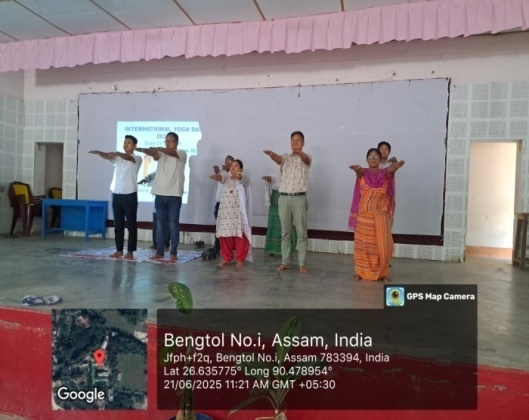 INTERNATIONAL YOGA DA
GPS Map Camera
Bengtol No.i, Assam, India
Jfph+f2q, Bengtol No.i, Assam 783394, India
Lat 26.635775° Long 90.478954°
21/06/2025 11:21 AM GMT +05:30
Google